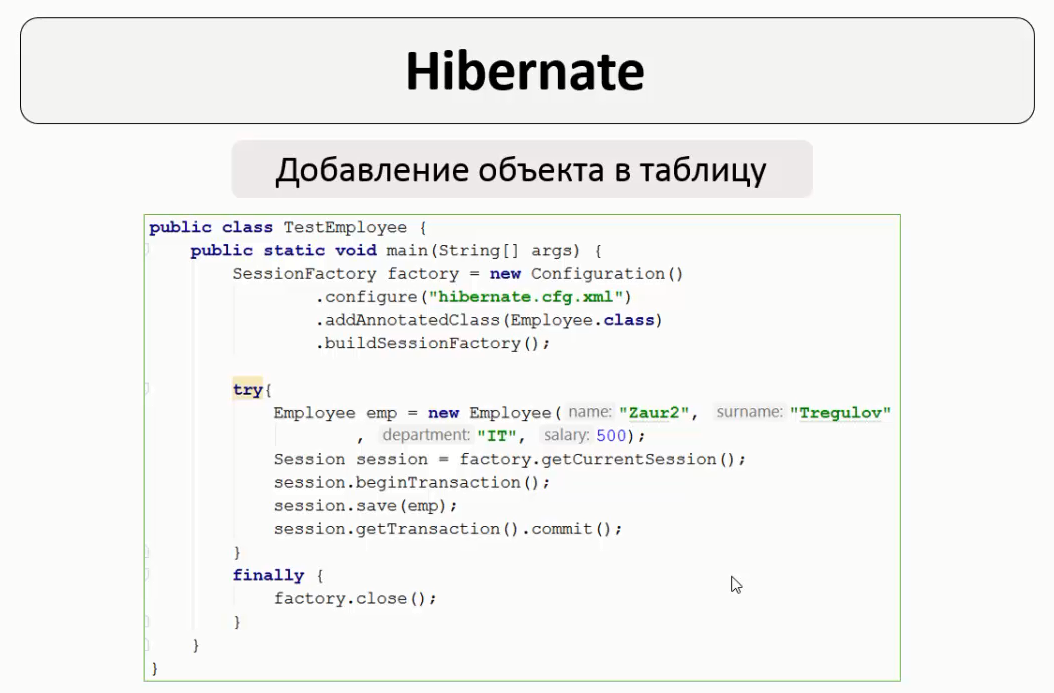 Hibernate
Добавление объекта в таблицу
public class TestEmployee {
public static void main(String[] args) {
SessionFactory factory = new Configuration()
.configure("hibernate.cfg.xml")
.addAnnotatedClass(Employee.class)
.buildSessionFactory();
try{
Employee emp = new Employee( name: "Zaur2", surname: "Tregulov"
, department: "IT", salary: 500);
Session session = factory.getCurrentSession();
session.beginTransaction();
session.save(emp);
session.getTransaction().commit();
}
finally {
factory.close();
}
}
}